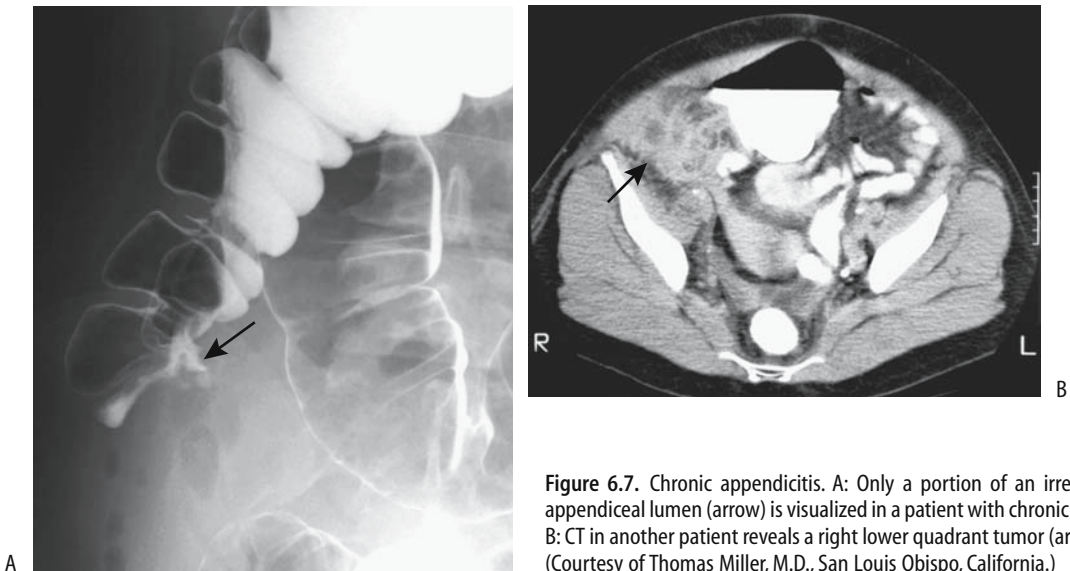 R
L
A
B
Figure 6.7. Chronic appendicitis. A: Only a portion of an irre
appendiceal lumen (arrow) is visualized in a patient with chronic
B: CT in another patient reveals a right lower quadrant tumor (ar
(Courtesy of Thomas Miller, M.D., San Louis Obispo, California.)